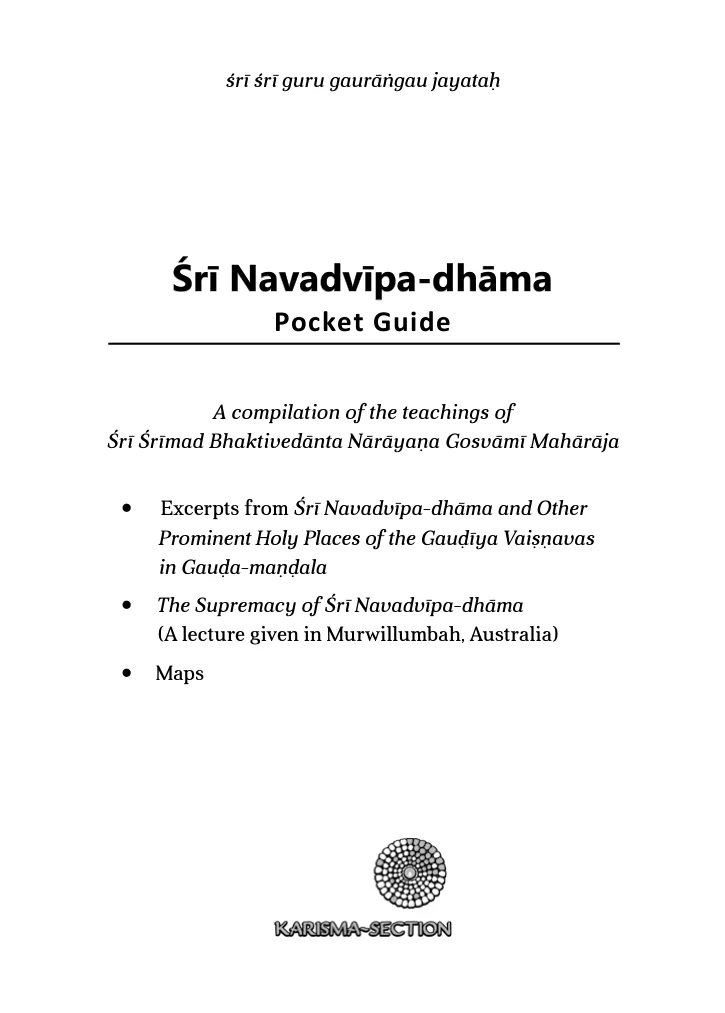 śrī śrī guru gaurāṅgau jayataḥ
Śrī Navadvīpa-dhāma
Pocket Guide
A compilation of the teachings of
Śrī Śrīmad Bhaktivedānta Nārāyaṇa Gosvāmī Mahārāja
• Excerpts from Śrī Navadvīpa-dhāma and Other
Prominent Holy Places of the Gauḍīya Vaiṣṇavas
in Gauḍa-maṇḍala
• The Supremacy of Śrī Navadvīpa-dhāma
(A lecture given in Murwillumbah, Australia)
• Maps
KARISMA~SECTION